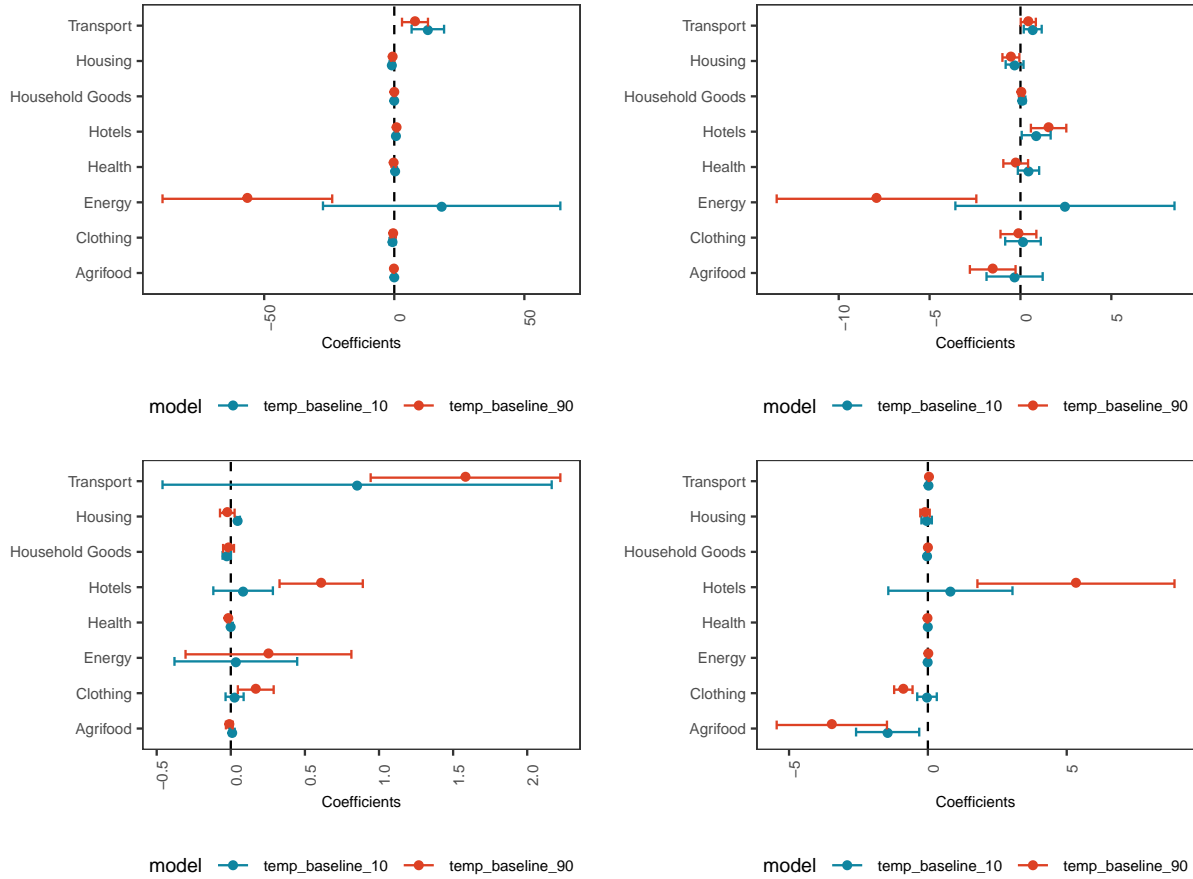 Transport
Housing
Household Goods
Hotels
Health
Energy
Clothing
Agrifood
−50
0
50
Coefficients
model temp_baseline_10 temp_baseline_90
Transport
Housing
Household Goods
Hotels
Health
Energy
Clothing
Agrifood
−10
−5
0
5
Coefficients
model temp_baseline_10 temp_baseline_90
Transport
Housing
Household Goods
Hotels
Health
Energy
Clothing
Agrifood
−0.5
0.0
0.5
1.0
1.5
2.0
Coefficients
model temp_baseline_10 temp_baseline_90
Transport
Housing
Household Goods
Hotels
Health
Energy
Clothing
Agrifood
−5
0
5
Coefficients
model temp_baseline_10 temp_baseline_90